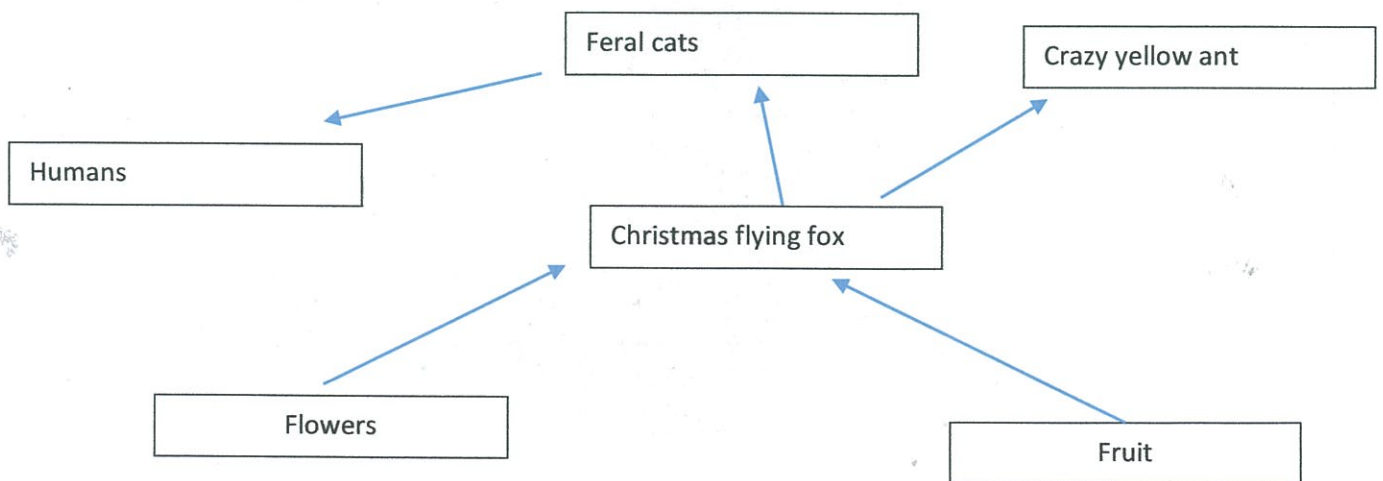 Feral cats
Crazy yellow ant
Humans
Christmas flying fox
Flowers
Fruit